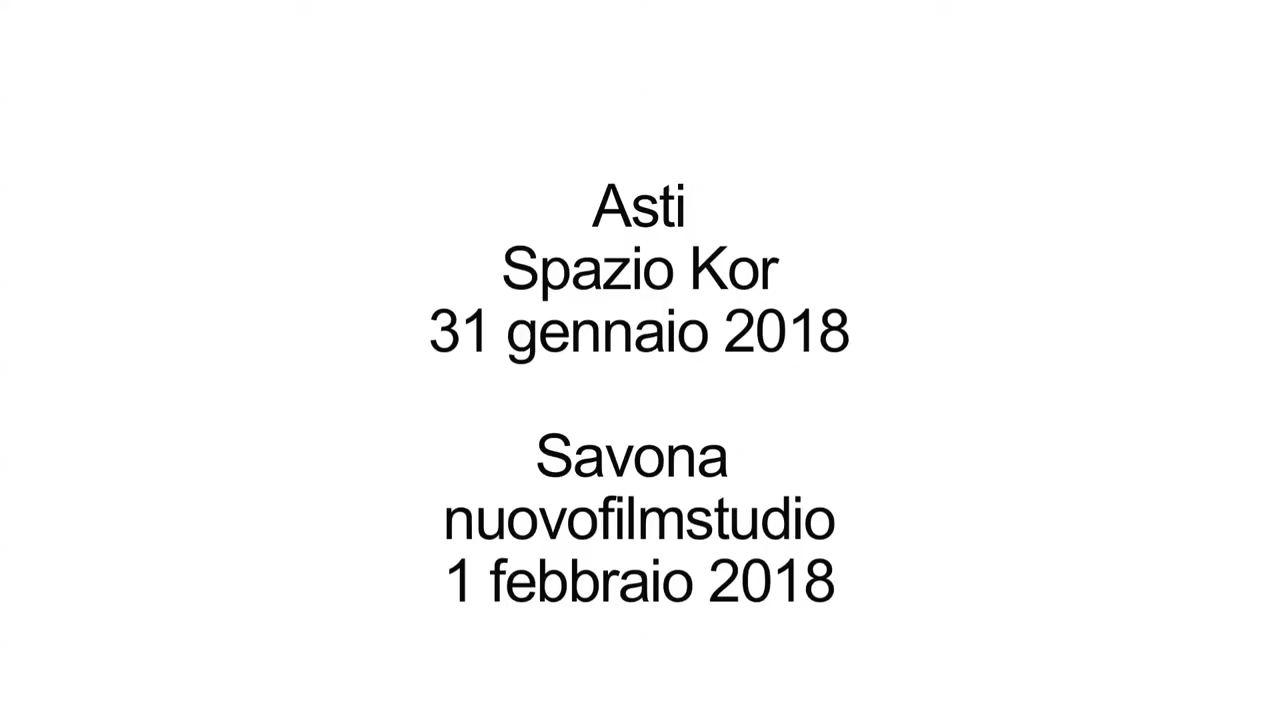 Asti
Spazio Kor
31 gennaio 2018
Savona
nuovofilmstudio
1 febbraio 2018